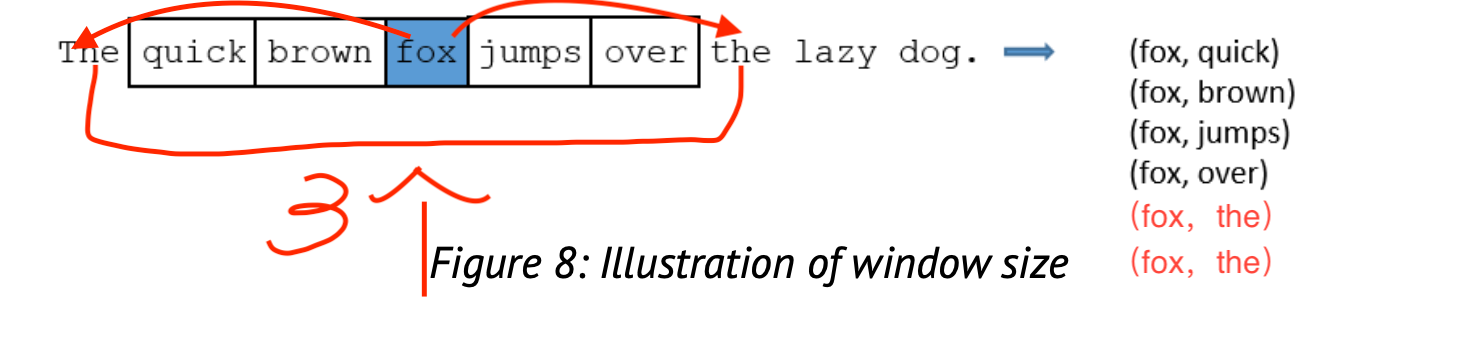 The quick brown fox jumps over the lazy dog.
(fox, quick)
(fox, brown)
(fox, jumps)
(fox, over)
(fox, the)
(fox, the)
3
Figure 8: Illustration of window size